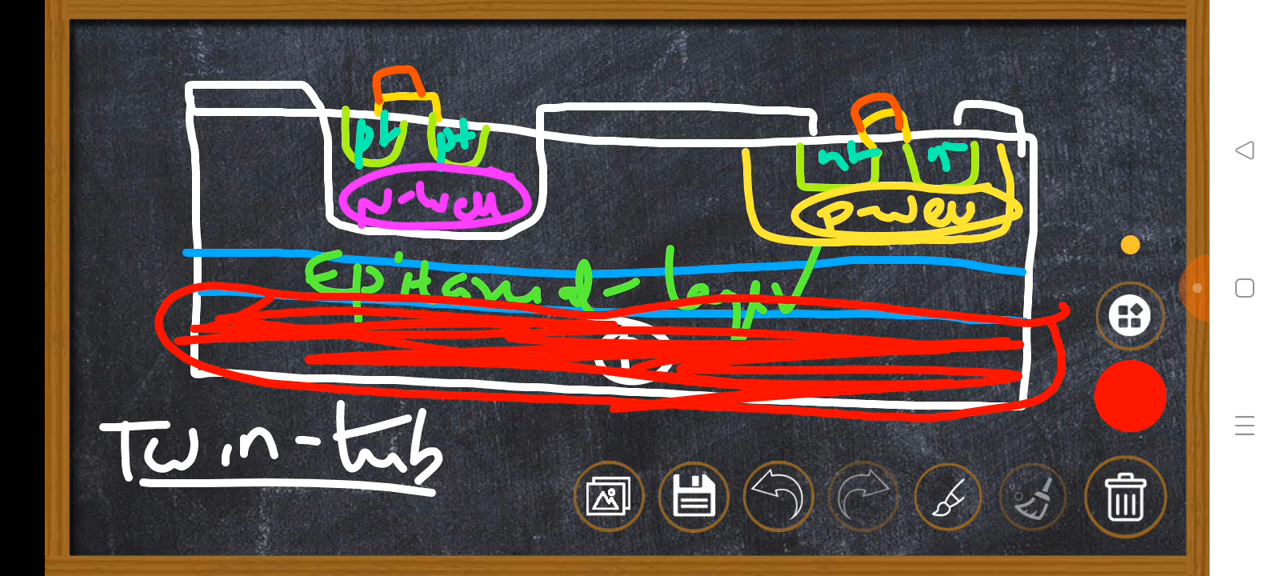 p+ p+ n+
N-well P-well
Epitaxial-layer
Twin-tub